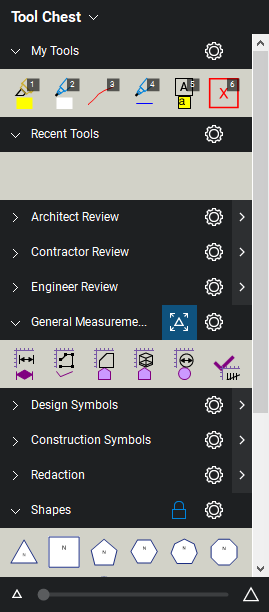 Tool Chest
My Tools
1 2 3 4 5 6
A
a
X
Recent Tools
Architect Review
Contractor Review
Engineer Review
General Measureme...
Design Symbols
Construction Symbols
Redaction
Shapes
N N N N N N